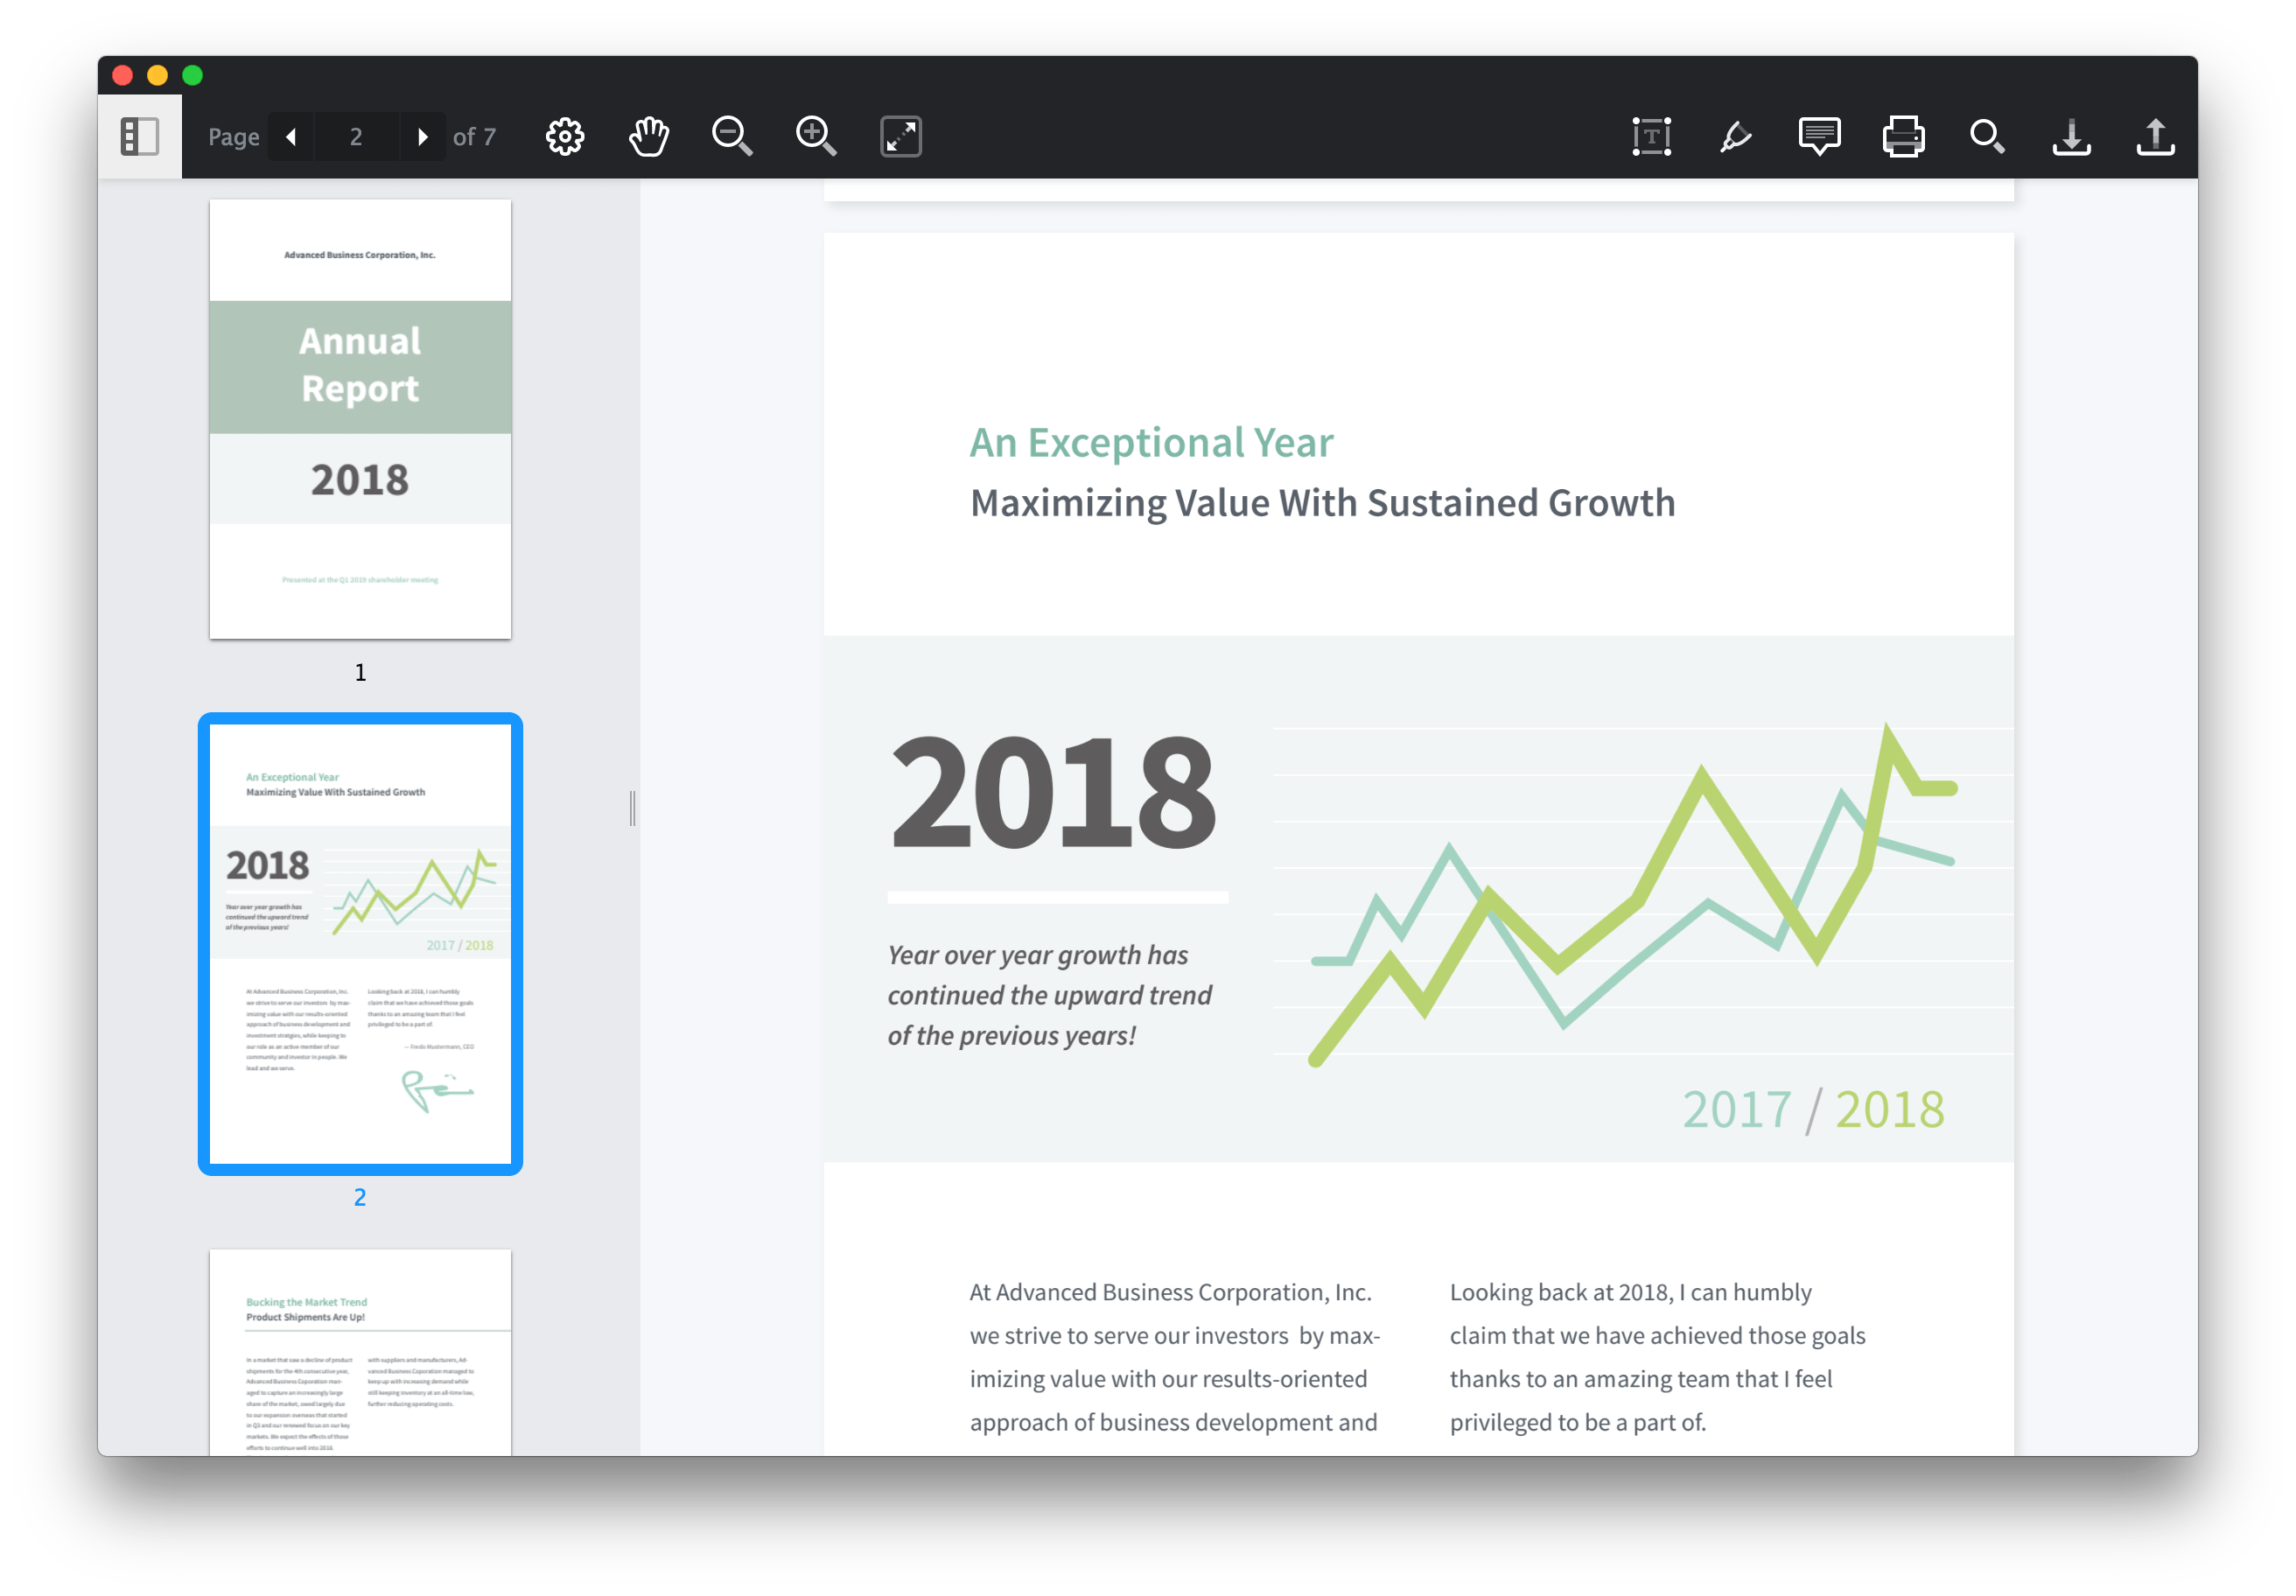 Page 2 of 7
Advanced Business Corporation, Inc.
Annual
Report
2018
Presented at the Q1 2019 shareholder meeting
1
An Exceptional Year
Maximizing Value With Sustained Growth
2018
Year over year growth has
continued the upward trend
of the previous years!
2017 / 2018
At Advanced Business Corporation, Inc.
we strive to serve our investors by max-
imizing value with our results-oriented
approach of business development and
investment stratgies, while keeping to
our role as an active member of our
community and investor in people. We
lead and we serve.
Looking back at 2018, I can humbly
claim that we have achieved those goals
thanks to an amazing team that I feel
privileged to be a part of.
— Fredo Mustermann, CEO
2
Bucking the Market Trend
Product Shipments Are Up!
In a market that saw a decline of product
shipments for the 4th consecutive year,
Advanced Business Coporation man-
aged to capture an increasingly large
share of the market, owed largely due
to our expansion overseas that started
in Q3 and our renewed focus on our key
markets. We expect the effects of those
efforts to continue well into 2018.
with suppliers and manufacturers, Ad-
vanced Business Coporation managed to
keep up with increasing demand while
still keeping inventory at an all-time low,
further reducing operating costs.
An Exceptional Year
Maximizing Value With Sustained Growth
2018
Year over year growth has
continued the upward trend
of the previous years!
2017 / 2018
At Advanced Business Corporation, Inc.
we strive to serve our investors by max-
imizing value with our results-oriented
approach of business development and
Looking back at 2018, I can humbly
claim that we have achieved those goals
thanks to an amazing team that I feel
privileged to be a part of.